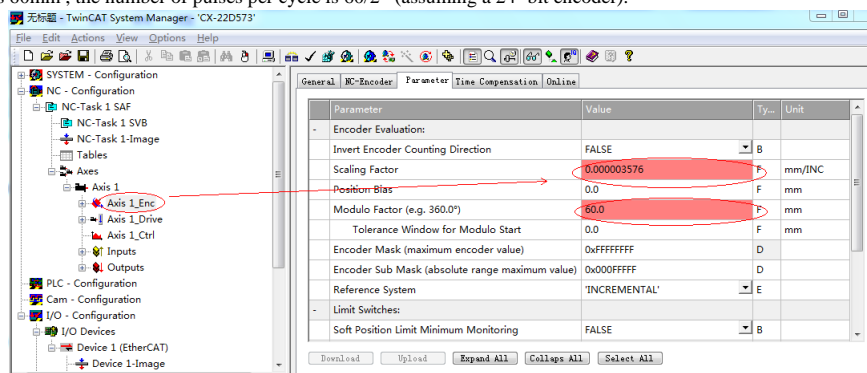 无标题 - TwinCAT System Manager - 'CX-22D573'
File Edit Actions View Options Help
SYSTEM - Configuration
NC - Configuration
NC-Task 1 SAF
NC-Task 1 SVB
NC-Task 1-Image
Tables
Axes
Axis 1
Axis 1_Enc
Axis 1_Drive
Axis 1_Ctrl
Inputs
Outputs
PLC - Configuration
Cam - Configuration
I/O - Configuration
I/O Devices
Device 1 (EtherCAT)
Device 1-Image
General NC-Encoder Parameter Time Compensation Online
Parameter Value Ty... Unit
- Encoder Evaluation:
Invert Encoder Counting Direction FALSE B
Scaling Factor 0.000003576 F mm/INC
Position Bias 0.0 F mm
Modulo Factor (e.g. 360.0°) 60.0 F mm
Tolerance Window for Modulo Start 0.0 F mm
Encoder Mask (maximum encoder value) 0xFFFFFFFF D
Encoder Sub Mask (absolute range maximum value) 0x000FFFFF D
Reference System 'INCREMENTAL' E
- Limit Switches:
Soft Position Limit Minimum Monitoring FALSE B
Download Upload Expand All Collaps All Select All